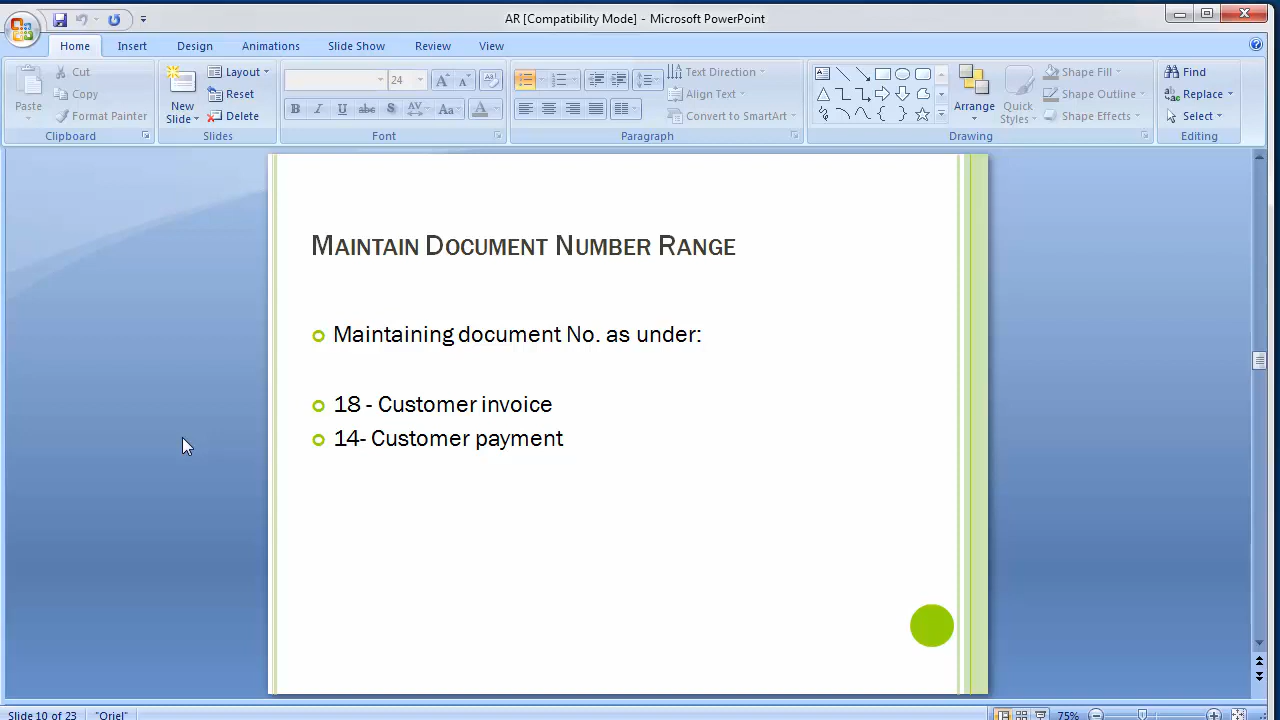 AR [Compatibility Mode] - Microsoft PowerPoint
Home Insert Design Animations Slide Show Review View
Paste
Cut
Copy
Format Painter
Clipboard
New Slide
Layout
Reset
Delete
Slides
24
B I U abc S AV Aa A
Font
Text Direction
Align Text
Convert to SmartArt
Paragraph
Arrange
Quick Styles
Shape Fill
Shape Outline
Shape Effects
Drawing
Find
Replace
Select
Editing
MAINTAIN DOCUMENT NUMBER RANGE
Maintaining document No. as under:
18 - Customer invoice
14- Customer payment
Slide 10 of 23 "Oriel" 75%